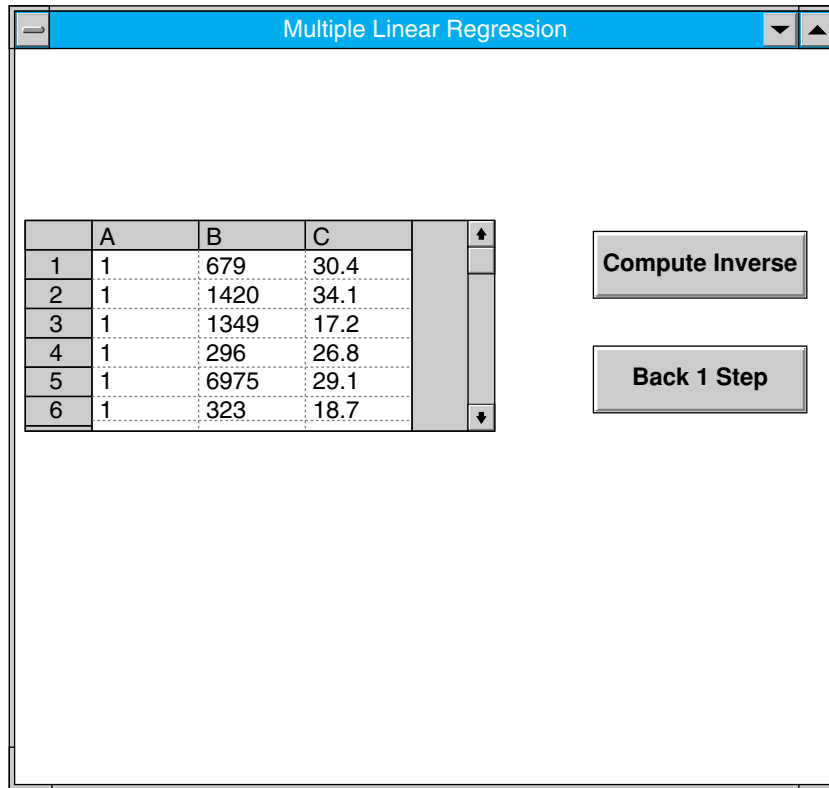 Multiple Linear Regression
A B C
1 1 679 30.4
2 1 1420 34.1
3 1 1349 17.2
4 1 296 26.8
5 1 6975 29.1
6 1 323 18.7
Compute Inverse
Back 1 Step